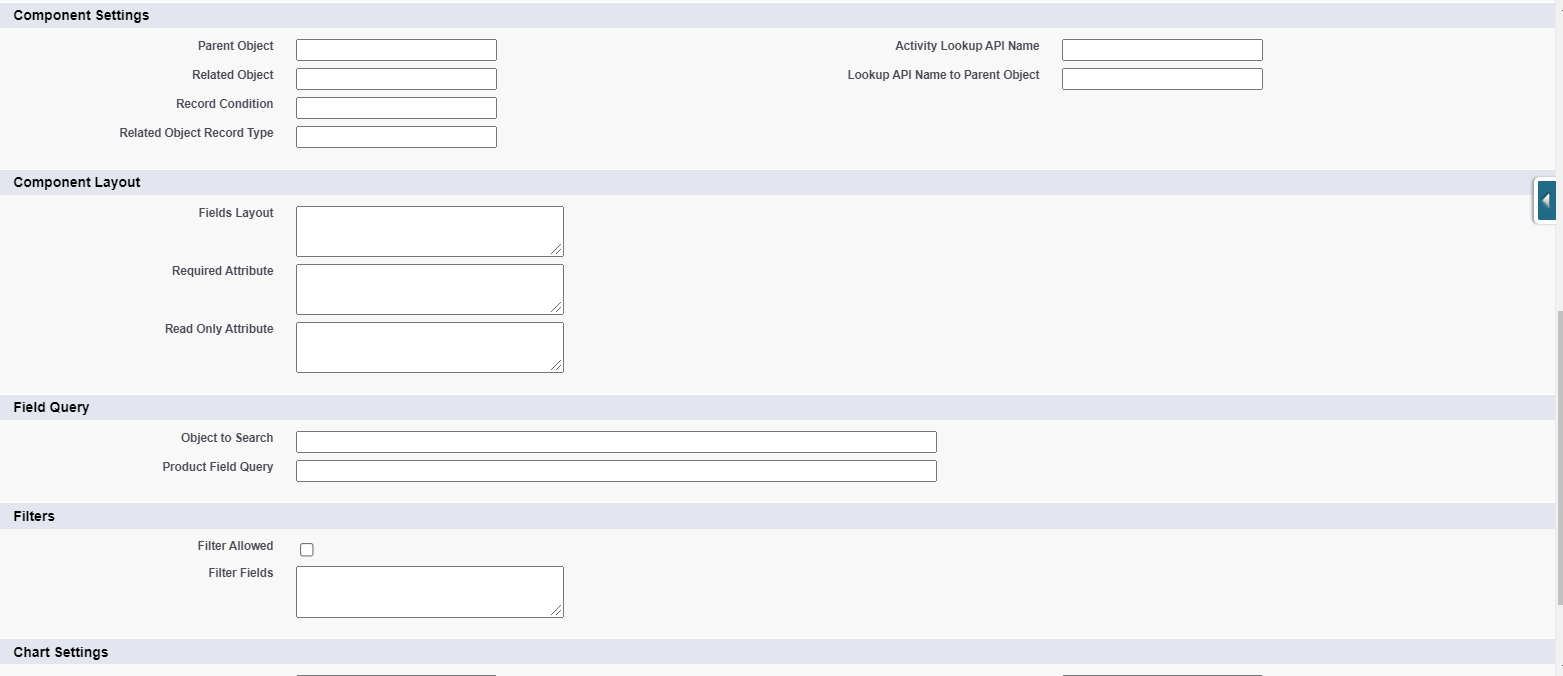 Component Settings
Parent Object
Activity Lookup API Name
Related Object
Lookup API Name to Parent Object
Record Condition
Related Object Record Type
Component Layout
Fields Layout
Required Attribute
Read Only Attribute
Field Query
Object to Search
Product Field Query
Filters
Filter Allowed
Filter Fields
Chart Settings